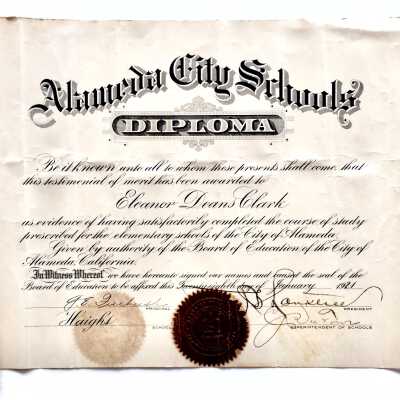 Alameda City Schools
DIPLOMA
Be it known unto all to whom these presents shall come, that
this testimonial of merit has been awarded to
Eleanor Deans Clark
as evidence of having satisfactorily completed the course of study
prescribed for the elementary schools of the City of Alameda.
Given by authority of the Board of Education of the City of
Alameda, California.
In Witness Whereof we have hereunto signed our names and caused the seal of the
Board of Education to be affixed this Twenty eighth day of January 1921
PRESIDENT
Haight SCHOOL
SUPERINTENDENT OF SCHOOLS